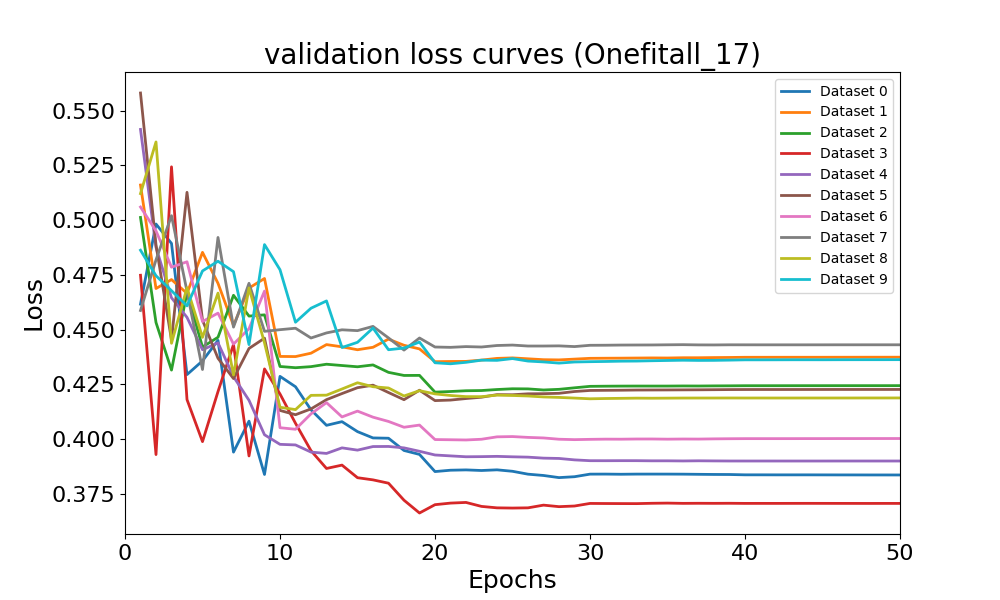 validation loss curves (Onefitall_17)
Loss
0.550
0.525
0.500
0.475
0.450
0.425
0.400
0.375
Dataset 0
Dataset 1
Dataset 2
Dataset 3
Dataset 4
Dataset 5
Dataset 6
Dataset 7
Dataset 8
Dataset 9
0 10 20 30 40 50
Epochs